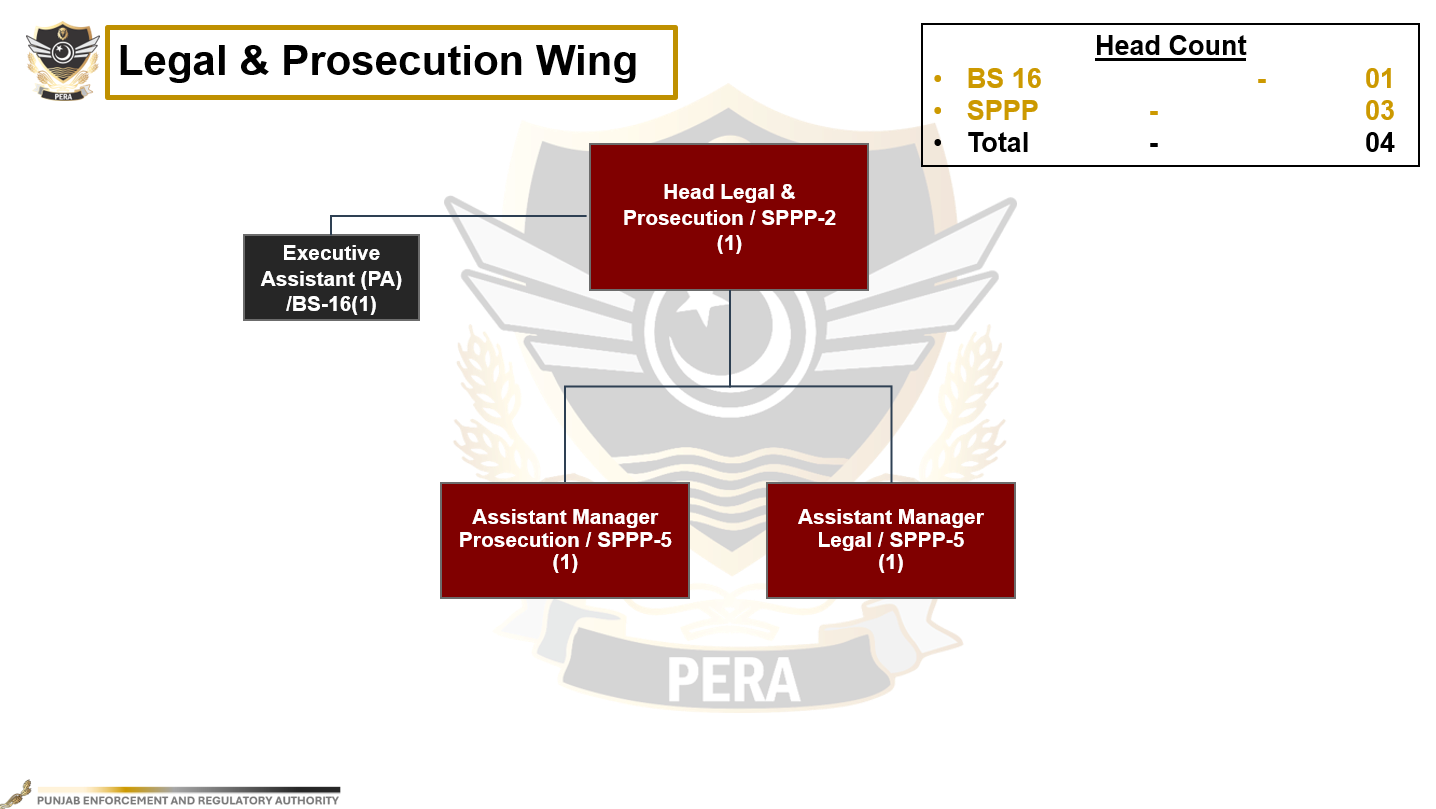 PERA
Legal & Prosecution Wing
Head Count
• BS 16 - 01
• SPPP - 03
• Total - 04
Head Legal &
Prosecution / SPPP-2
(1)
Executive
Assistant (PA)
/BS-16(1)
Assistant Manager
Prosecution / SPPP-5
(1)
Assistant Manager
Legal / SPPP-5
(1)
PERA
PUNJAB ENFORCEMENT AND REGULATORY AUTHORITY